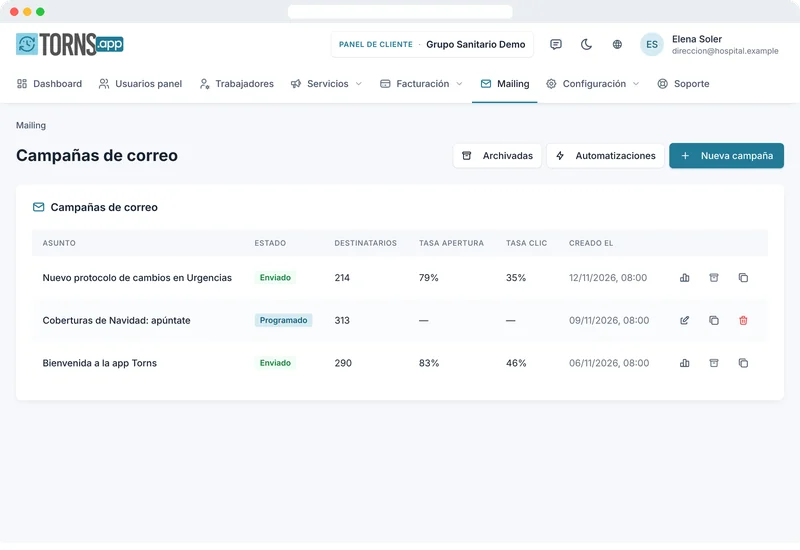 TORNS.app
PANEL DE CLIENTE · Grupo Sanitario Demo
ES
Elena Soler
direccion@hospital.example
Dashboard
Usuarios panel
Trabajadores
Servicios
Facturación
Mailing
Configuración
Soporte
Mailing
Campañas de correo
Archivadas
Automatizaciones
+ Nueva campaña
Campañas de correo
ASUNTO ESTADO DESTINATARIOS TASA APERTURA TASA CLIC CREADO EL
Nuevo protocolo de cambios en Urgencias Enviado 214 79% 35% 12/11/2026, 08:00
Coberturas de Navidad: apúntate Programado 313 — — 09/11/2026, 08:00
Bienvenida a la app Torns Enviado 290 83% 46% 06/11/2026, 08:00